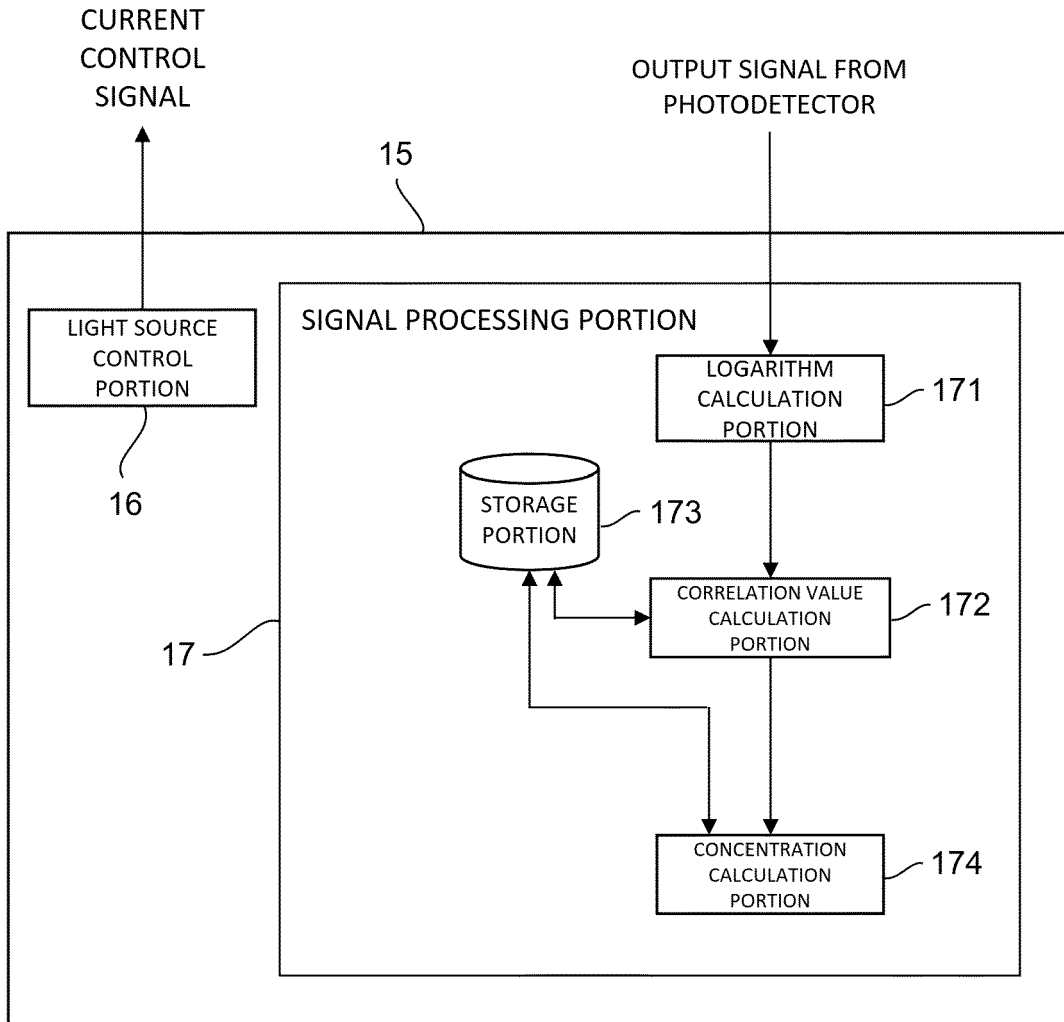 CURRENT
CONTROL
SIGNAL
OUTPUT SIGNAL FROM
PHOTODETECTOR
15
LIGHT SOURCE
CONTROL
PORTION
16
SIGNAL PROCESSING PORTION
LOGARITHM
CALCULATION
PORTION
171
STORAGE
PORTION
173
CORRELATION VALUE
CALCULATION
PORTION
172
17
CONCENTRATION
CALCULATION
PORTION
174